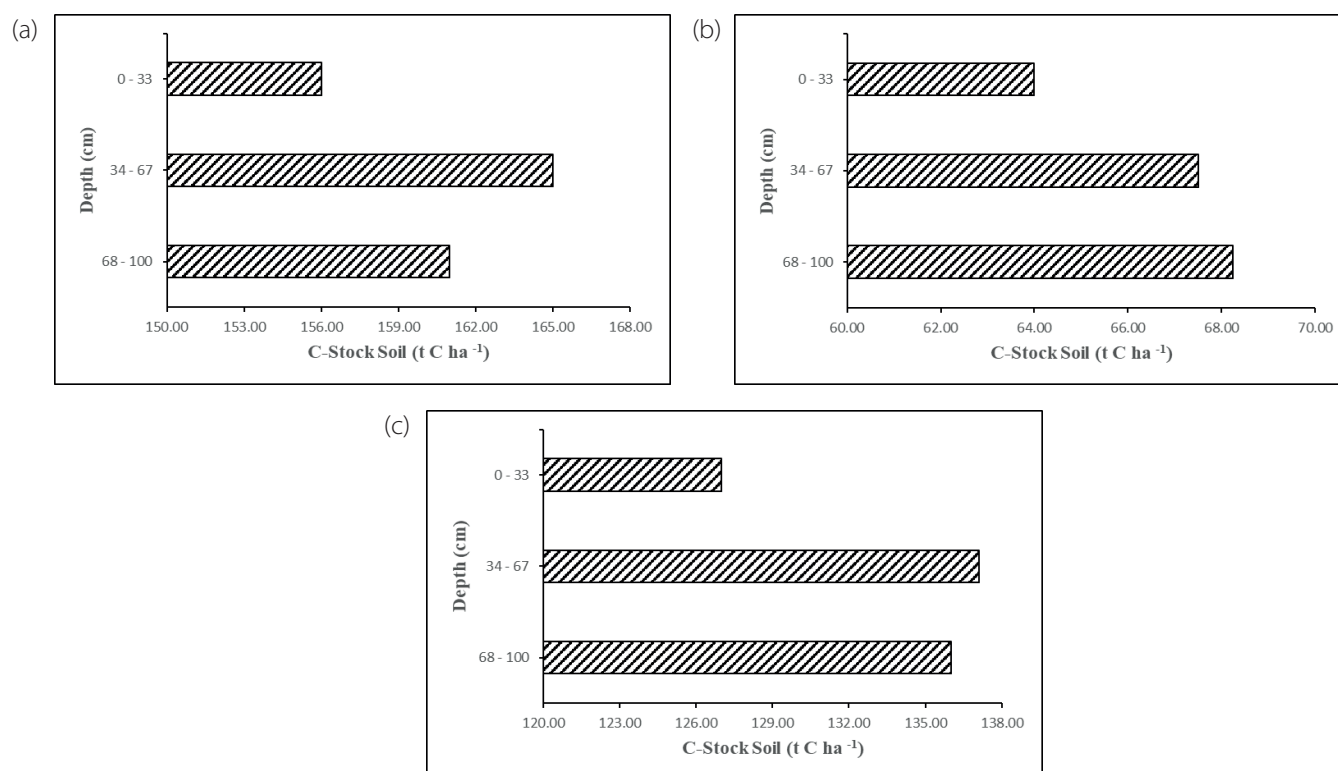 (a)
Depth (cm)
0 - 33
34 - 67
68 - 100
150.00 153.00 156.00 159.00 162.00 165.00 168.00
C-Stock Soil (t C ha -1)
(b)
Depth (cm)
0 - 33
34 - 67
68 - 100
60.00 62.00 64.00 66.00 68.00 70.00
C-Stock Soil (t C ha -1)
(c)
Depth (cm)
0 - 33
34 - 67
68 - 100
120.00 123.00 126.00 129.00 132.00 135.00 138.00
C-Stock Soil (t C ha -1)